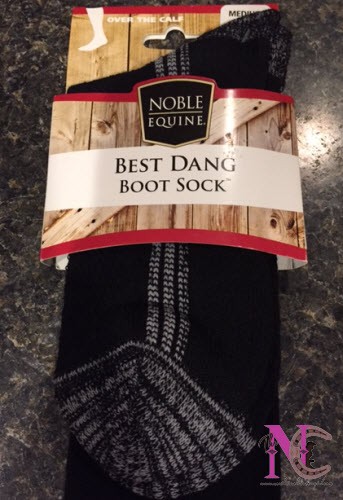 OVER THE CALF
NOBLE
EQUINE.
BEST DANG
BOOT SOCK™
NC